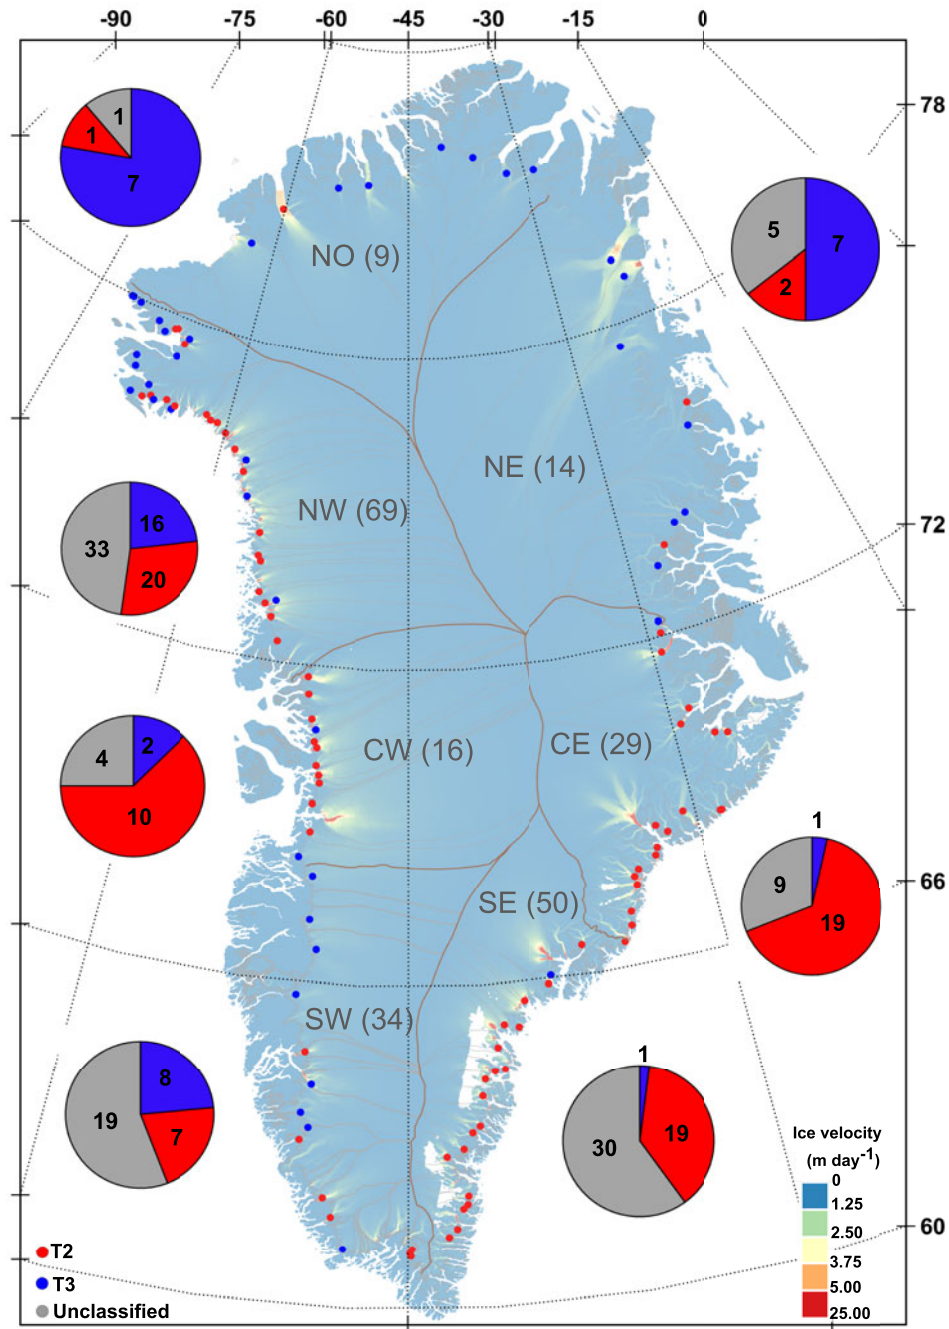 -90 -75 -60 -45 -30 -15 0
78
1
1
7
5
7
2
NO (9)
NE (14)
NW (69)
72
33
16
20
CW (16)
CE (29)
4
2
10
1
9
19
SE (50)
66
SW (34)
8
19
7
1
30
19
Ice velocity
(m day-1)
0
1.25
2.50
3.75
5.00
25.00
60
T2
T3
Unclassified